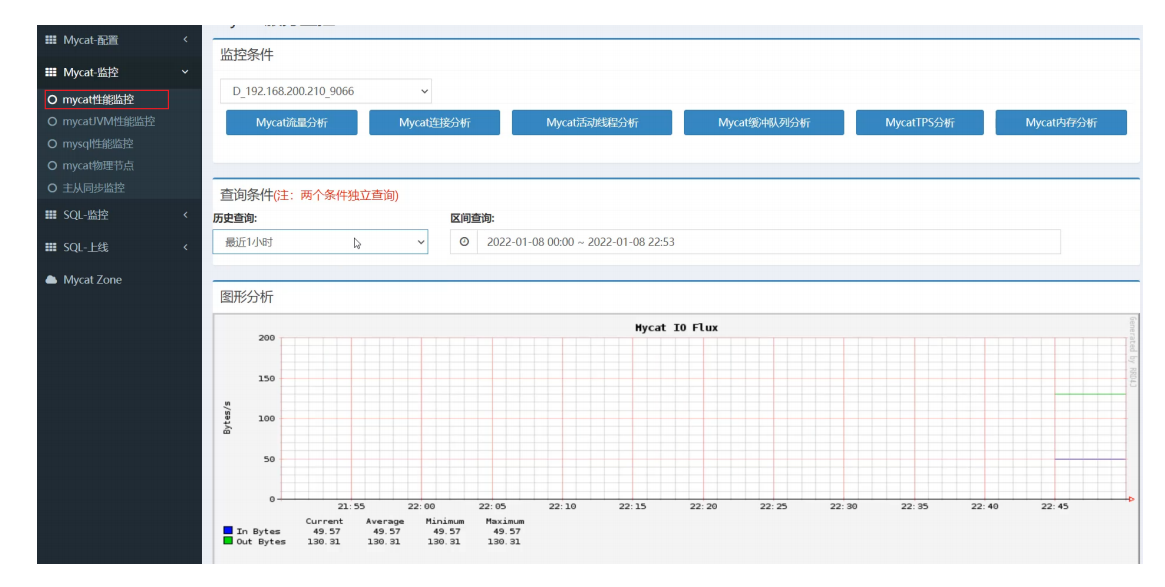 Mycat-配置
Mycat-监控
mycat性能监控
mycatJVM性能监控
mysql性能监控
mycat物理节点
主从同步监控
SQL-监控
SQL-上线
Mycat Zone
监控条件
D_192.168.200.210_9066
Mycat流量分析 Mycat连接分析 Mycat活动线程分析 Mycat缓冲队列分析 MycatTPS分析 Mycat内存分析
查询条件(注：两个条件独立查询)
历史查询: 区间查询:
最近1小时 2022-01-08 00:00 ~ 2022-01-08 22:53
图形分析
Mycat IO Flux
200
150
100
50
0
Bytes/s
21:55 22:00 22:05 22:10 22:15 22:20 22:25 22:30 22:35 22:40 22:45
Current Average Minimum Maximum
In Bytes 49.57 49.57 49.57 49.57
Out Bytes 130.31 130.31 130.31 130.31
Generated by